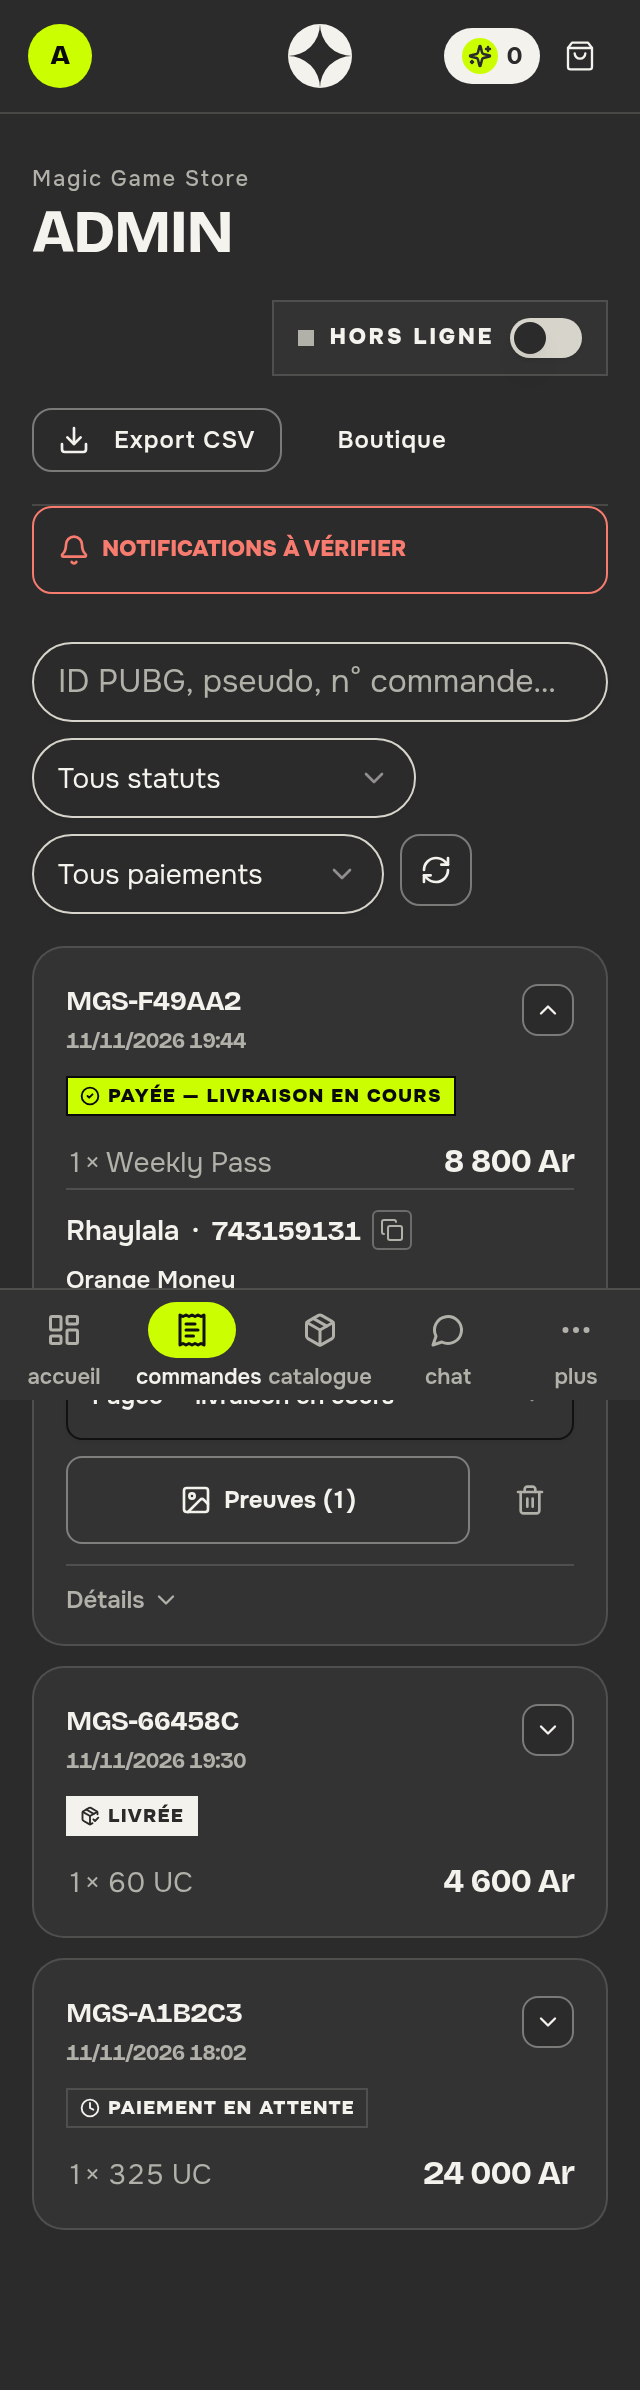 A
0
Magic Game Store
ADMIN
HORS LIGNE
Export CSV
Boutique
NOTIFICATIONS À VÉRIFIER
ID PUBG, pseudo, n° commande...
Tous statuts
Tous paiements
MGS-F49AA2
11/11/2026 19:44
PAYÉE — LIVRAISON EN COURS
1× Weekly Pass
8 800 Ar
Rhaylala · 743159131
Orange Money
accueil
commandes
catalogue
chat
plus
Preuves (1)
Détails
MGS-66458C
11/11/2026 19:30
LIVRÉE
1× 60 UC
4 600 Ar
MGS-A1B2C3
11/11/2026 18:02
PAIEMENT EN ATTENTE
1× 325 UC
24 000 Ar